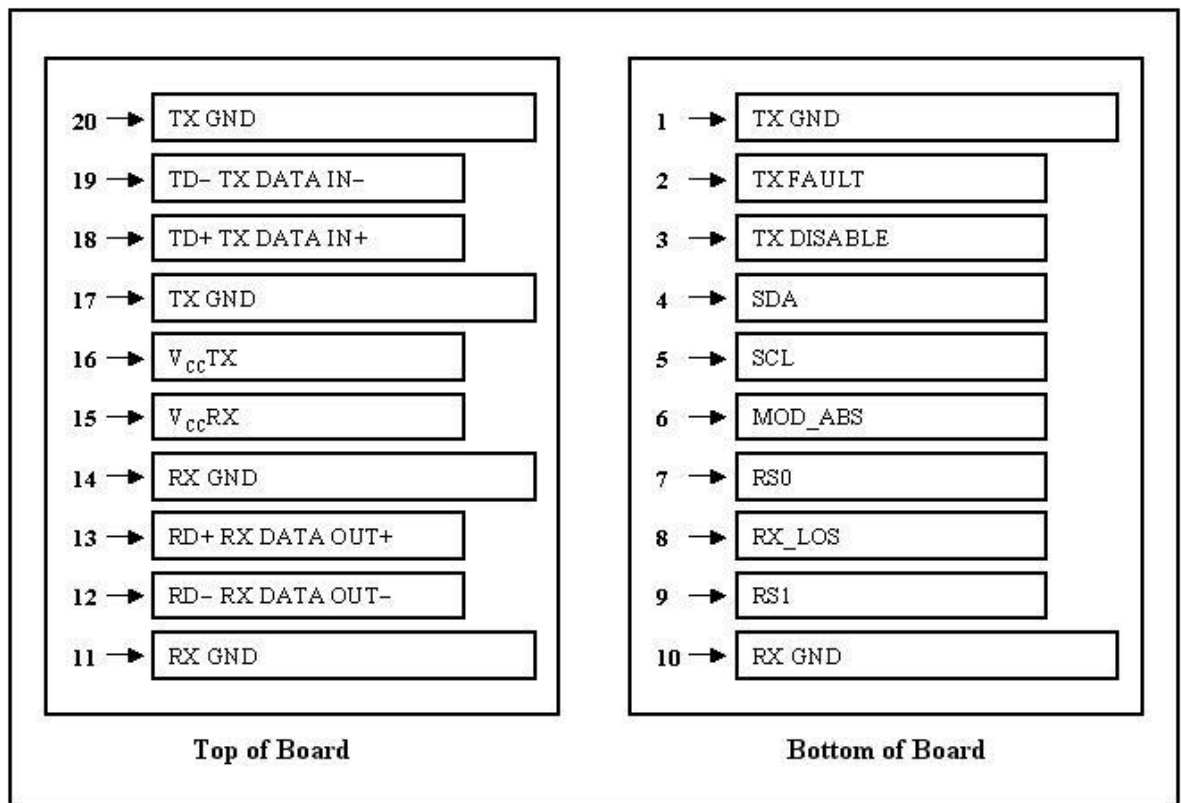 20 TX GND
19 TD– TX DATA IN–
18 TD+ TX DATA IN+
17 TX GND
16 VCCTX
15 VCCRX
14 RX GND
13 RD+ RX DATA OUT+
12 RD– RX DATA OUT–
11 RX GND
Top of Board
1 TX GND
2 TX FAULT
3 TX DISABLE
4 SDA
5 SCL
6 MOD_ABS
7 RS0
8 RX_LOS
9 RS1
10 RX GND
Bottom of Board